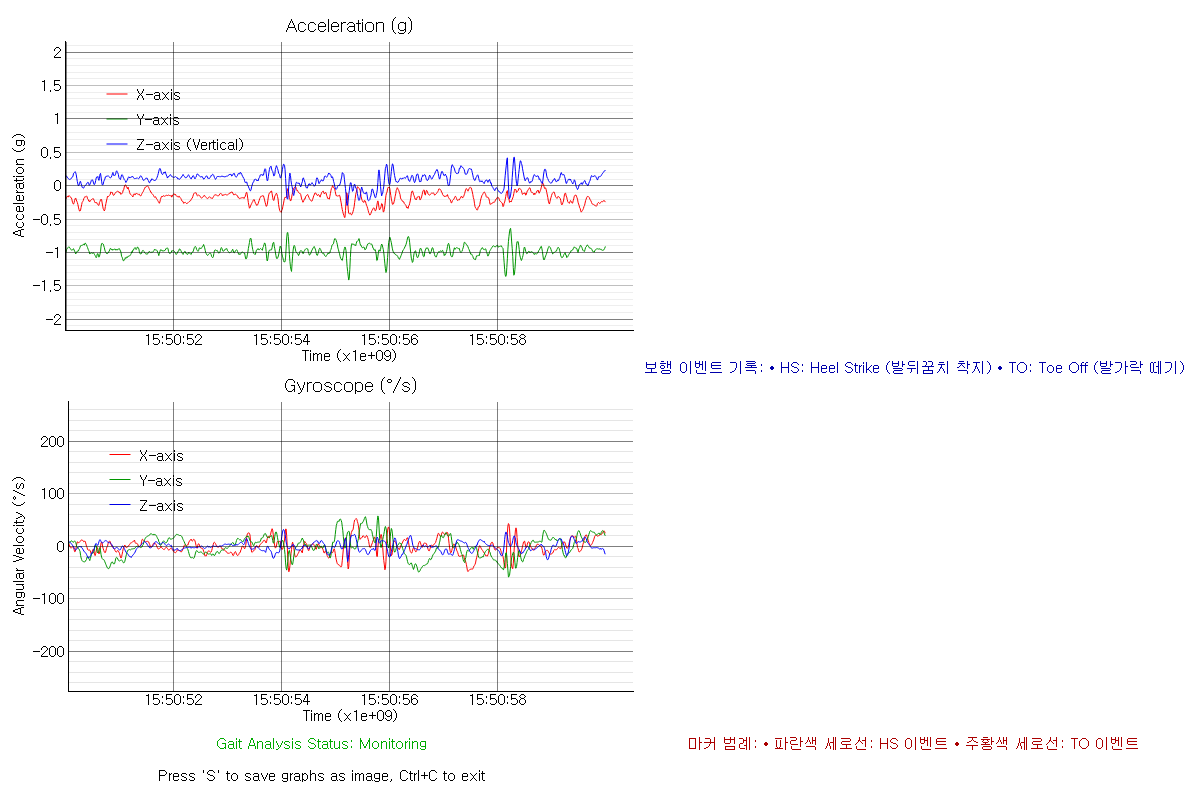 Acceleration (g)
2
1.5
1
0.5
0
−0.5
−1
−1.5
−2
Acceleration (g)
X-axis
Y-axis
Z-axis (Vertical)
15:50:52 15:50:54 15:50:56 15:50:58
Time (x1e+09)
보행 이벤트 기록: • HS: Heel Strike (발뒤꿈치 착지) • TO: Toe Off (발가락 떼기)
Gyroscope (°/s)
200
100
0
−100
−200
Angular Velocity (°/s)
X-axis
Y-axis
Z-axis
15:50:52 15:50:54 15:50:56 15:50:58
Time (x1e+09)
Gait Analysis Status: Monitoring
마커 범례: • 파란색 세로선: HS 이벤트 • 주황색 세로선: TO 이벤트
Press 'S' to save graphs as image, Ctrl+C to exit